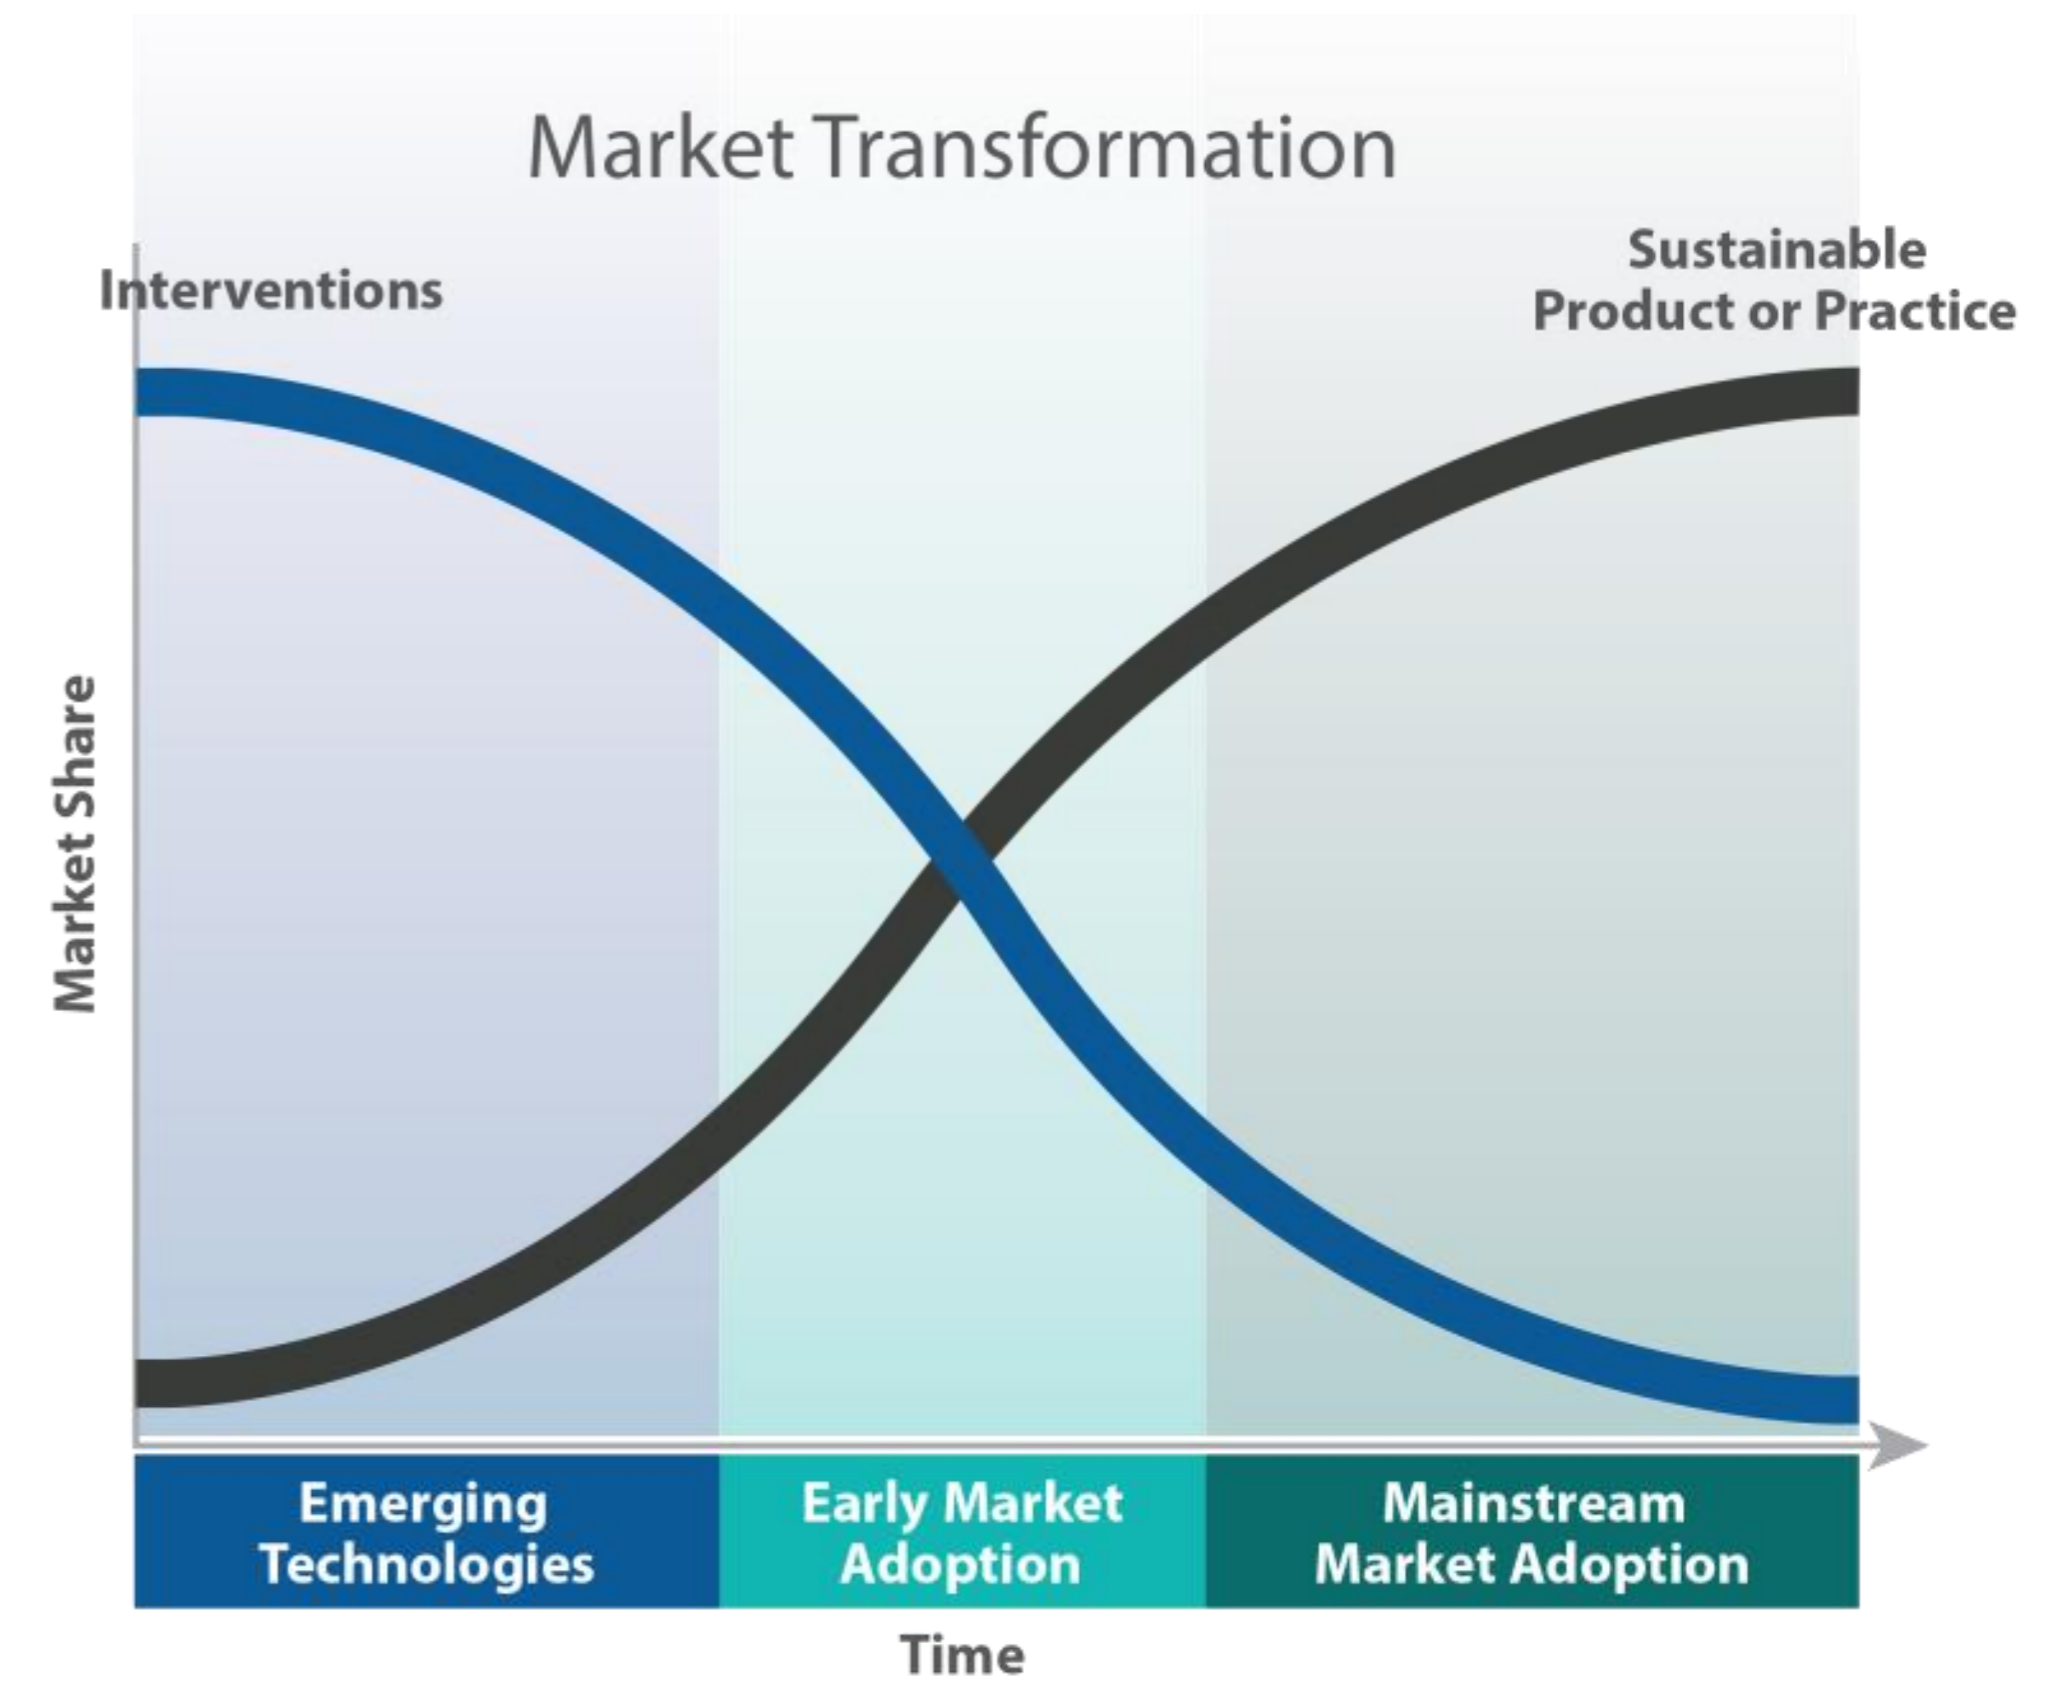 Market Transformation
Interventions
Sustainable
Product or Practice
Market Share
Emerging
Technologies
Early Market
Adoption
Mainstream
Market Adoption
Time